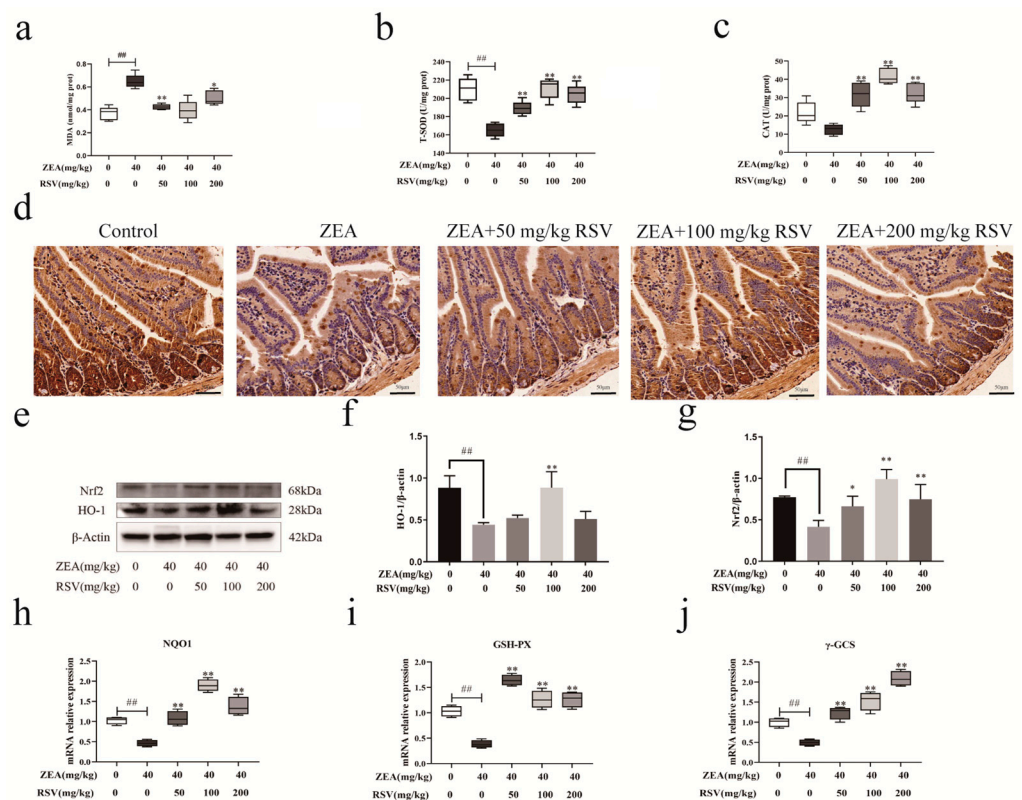 a
MDA (nmol/mg prot)
0.8
0.6
0.4
0.2
0.0
##
**
*
ZEA(mg/kg) 0 40 40 40 40
RSV(mg/kg) 0 0 50 100 200
b
T-SOD (U/mg prot)
240
220
200
180
160
140
##
**
**
**
ZEA(mg/kg) 0 40 40 40 40
RSV(mg/kg) 0 0 50 100 200
c
CAT (U/mg prot)
50
40
30
20
10
0
**
**
**
ZEA(mg/kg) 0 40 40 40 40
RSV(mg/kg) 0 0 50 100 200
d
Control ZEA ZEA+50 mg/kg RSV ZEA+100 mg/kg RSV ZEA+200 mg/kg RSV
50μm 50μm 50μm 50μm 50μm
e
Nrf2 68kDa
HO-1 28kDa
β-Actin 42kDa
ZEA(mg/kg) 0 40 40 40 40
RSV(mg/kg) 0 0 50 100 200
f
HO-1/β-actin
1.5
1.0
0.5
0.0
##
**
ZEA(mg/kg) 0 40 40 40 40
RSV(mg/kg) 0 0 50 100 200
g
Nrf2/β-actin
1.5
1.0
0.5
0.0
##
*
**
**
ZEA(mg/kg) 0 40 40 40 40
RSV(mg/kg) 0 0 50 100 200
h
NQO1
mRNA relative expression
2.5
2.0
1.5
1.0
0.5
0.0
##
**
**
**
ZEA(mg/kg) 0 40 40 40 40
RSV(mg/kg) 0 0 50 100 200
i
GSH-PX
mRNA relative expression
2.0
1.5
1.0
0.5
0.0
##
**
**
**
ZEA(mg/kg) 0 40 40 40 40
RSV(mg/kg) 0 0 50 100 200
j
γ-GCS
mRNA relative expression
2.5
2.0
1.5
1.0
0.5
0.0
##
**
**
**
ZEA(mg/kg) 0 40 40 40 40
RSV(mg/kg) 0 0 50 100 200